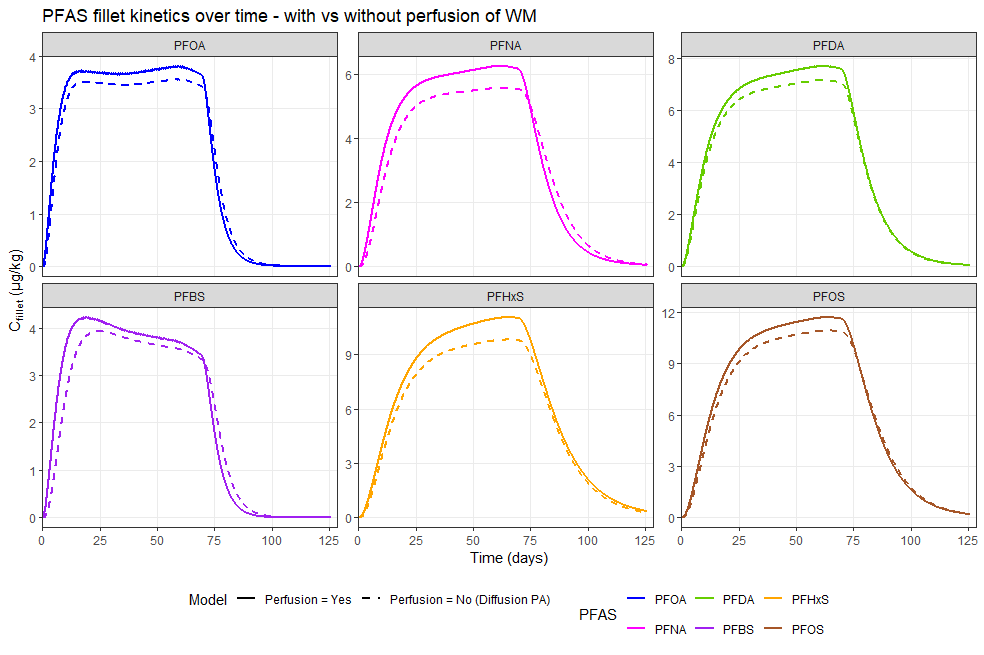 PFAS fillet kinetics over time - with vs without perfusion of WM
PFOA PFNA PFDA
0 1 2 3 4
0 2 4 6
0 2 4 6 8
PFBS PFHxS PFOS
0 1 2 3 4
0 3 6 9
0 3 6 9 12
0 25 50 75 100 125 0 25 50 75 100 125 0 25 50 75 100 125
C_fillet (µg/kg)
Time (days)
Model Perfusion = Yes Perfusion = No (Diffusion PA)
PFAS PFOA PFDA PFHxS
PFNA PFBS PFOS